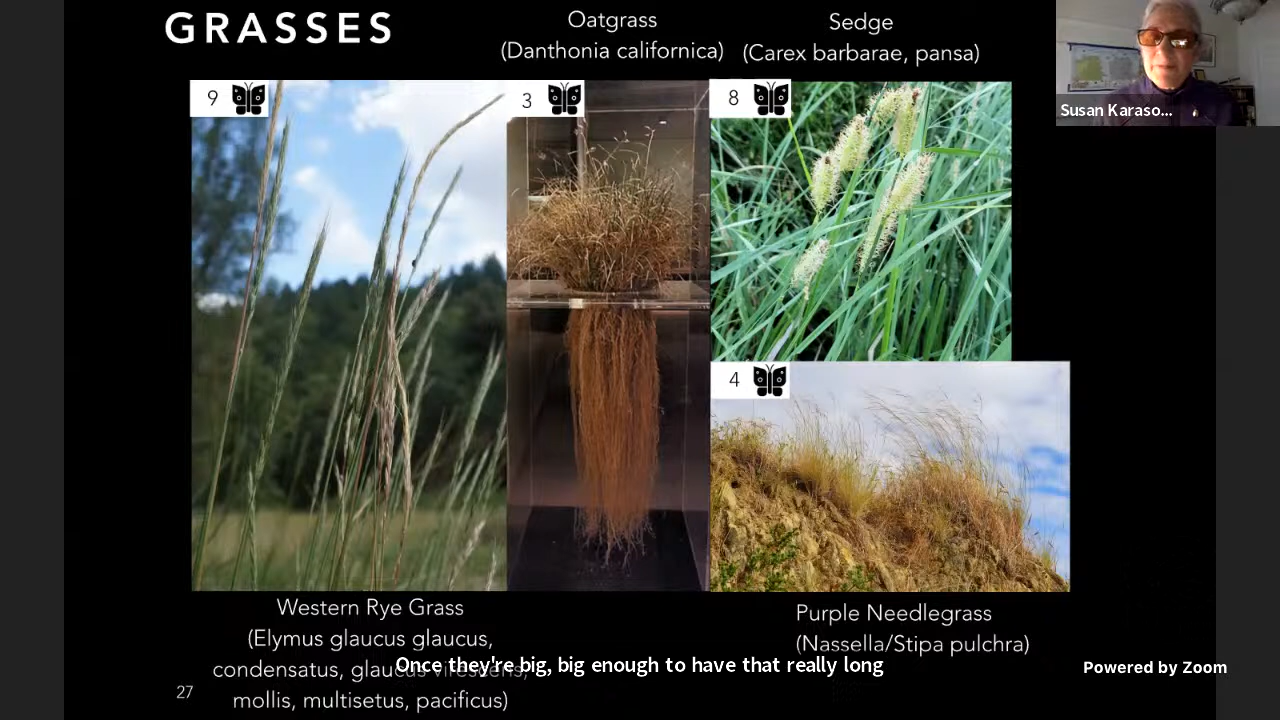 GRASSES
Oatgrass
(Danthonia californica)
Sedge
(Carex barbarae, pansa)
Susan Karaso...
9
3
8
4
Western Rye Grass
(Elymus glaucus glaucus,
condensatus, glaucus virescens,
mollis, multisetus, pacificus)
Purple Needlegrass
(Nassella/Stipa pulchra)
Once they're big, big enough to have that really long
Powered by Zoom
27